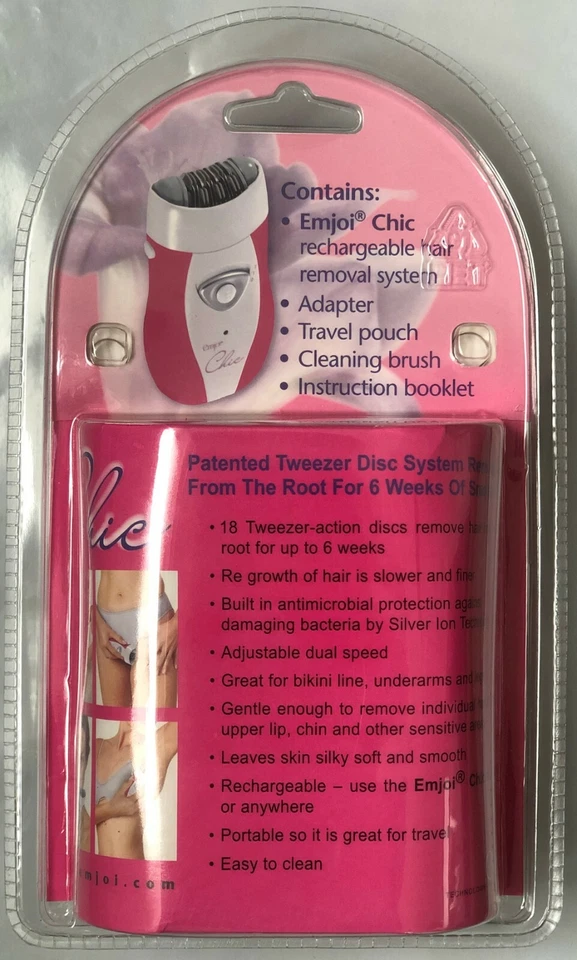 Contains:
• Emjoi® Chic
rechargeable hair
removal system
• Adapter
• Travel pouch
• Cleaning brush
• Instruction booklet
emjoi
Chic
hic
Patented Tweezer Disc System
From The Root For 6 Weeks Of
• 18 Tweezer-action discs remove
root for up to 6 weeks
• Re growth of hair is slower and
• Built in antimicrobial protection
damaging bacteria by Silver Ion
• Adjustable dual speed
• Great for bikini line, underarms and
• Gentle enough to remove individual
upper lip, chin and other sensitive
• Leaves skin silky soft and smooth
• Rechargeable – use the Emjoi®
or anywhere
• Portable so it is great for travel
• Easy to clean
mjoi.com